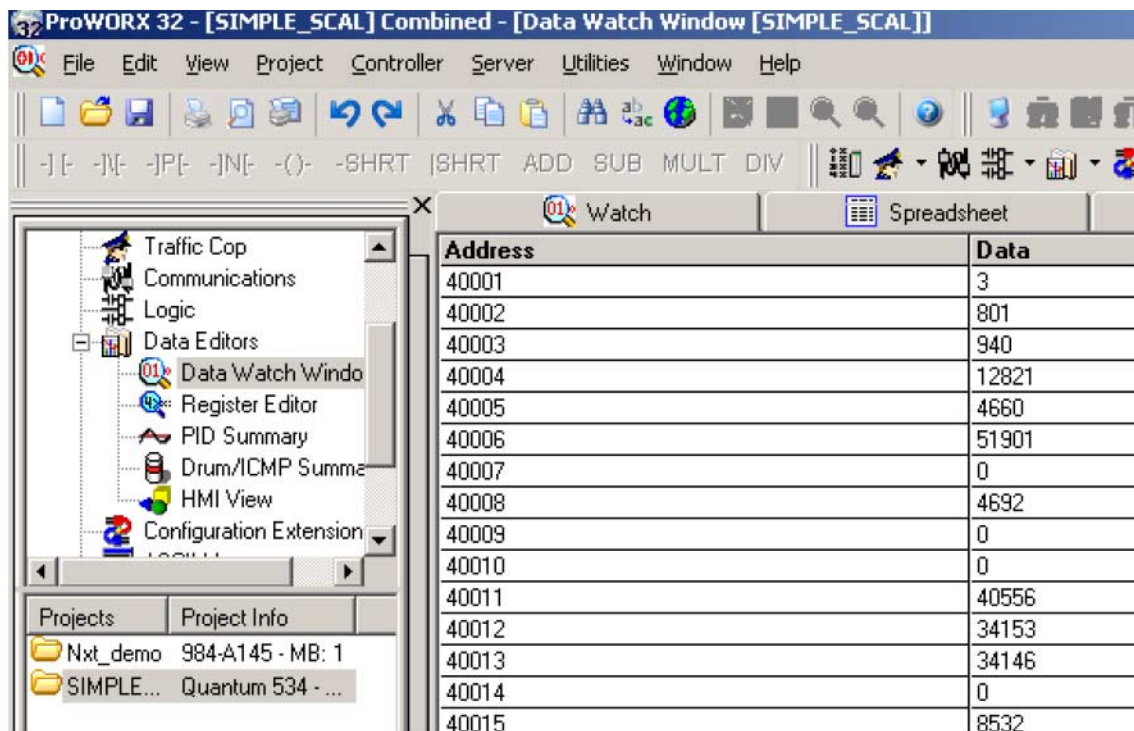 ProWORX 32 - [SIMPLE_SCAL] Combined - [Data Watch Window [SIMPLE_SCAL]]
File Edit View Project Controller Server Utilities Window Help
-] [- -]\[- -]P[- -]N[- -( )- -SHRT |SHRT ADD SUB MULT DIV
Watch Spreadsheet
Traffic Cop
Communications
Logic
Data Editors
Data Watch Windo
Register Editor
PID Summary
Drum/ICMP Summa
HMI View
Configuration Extension
Projects Project Info
Nxt_demo 984-A145 - MB: 1
SIMPLE... Quantum 534 - ...
Address Data
40001 3
40002 801
40003 940
40004 12821
40005 4660
40006 51901
40007 0
40008 4692
40009 0
40010 0
40011 40556
40012 34153
40013 34146
40014 0
40015 8532